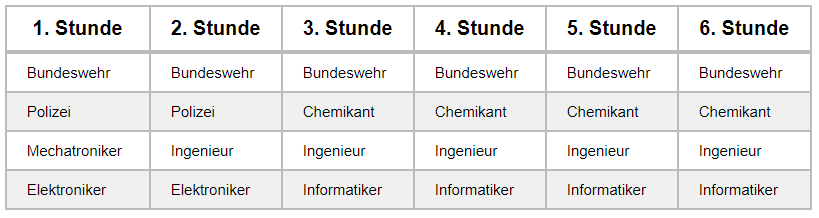 1. Stunde 2. Stunde 3. Stunde 4. Stunde 5. Stunde 6. Stunde
Bundeswehr Bundeswehr Bundeswehr Bundeswehr Bundeswehr Bundeswehr
Polizei Polizei Chemikant Chemikant Chemikant Chemikant
Mechatroniker Ingenieur Ingenieur Ingenieur Ingenieur Ingenieur
Elektroniker Elektroniker Informatiker Informatiker Informatiker Informatiker